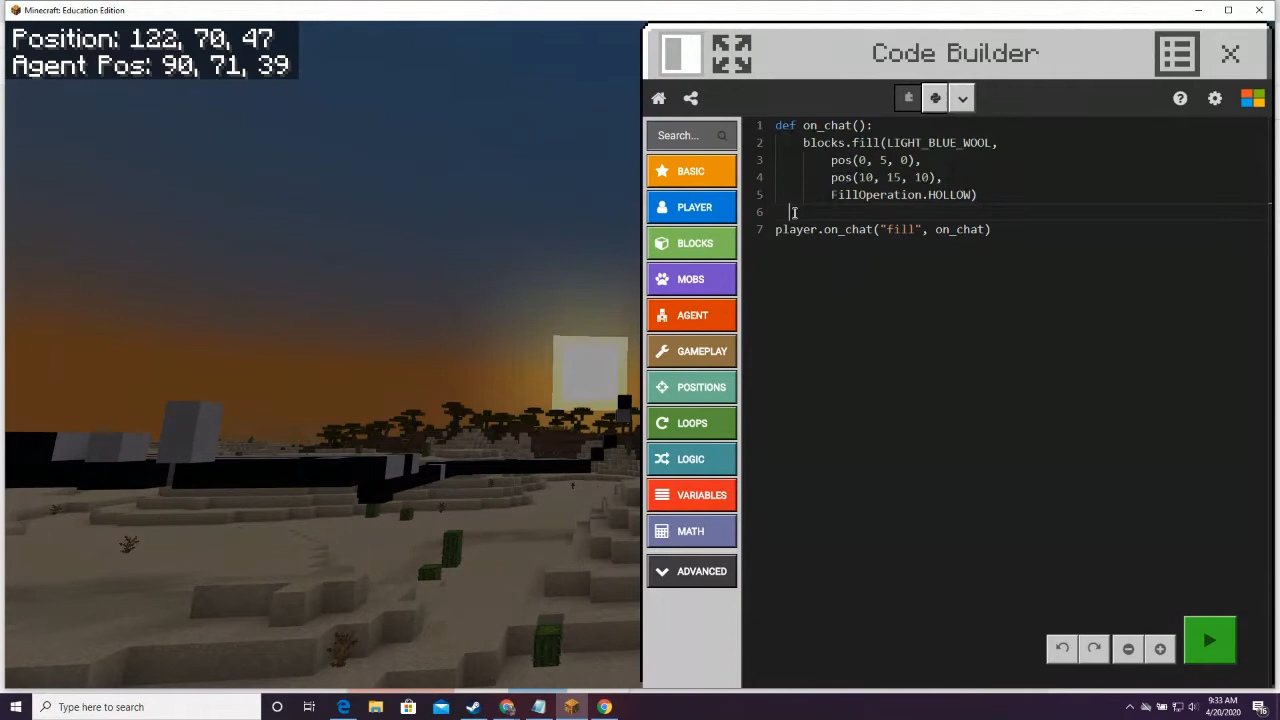 Minecraft: Education Edition
Position: 122, 70, 47
Agent Pos: 90, 71, 39
Code Builder
Search...
BASIC
PLAYER
BLOCKS
MOBS
AGENT
GAMEPLAY
POSITIONS
LOOPS
LOGIC
VARIABLES
MATH
ADVANCED
1 def on_chat():
2 blocks.fill(LIGHT_BLUE_WOOL,
3 pos(0, 5, 0),
4 pos(10, 15, 10),
5 FillOperation.HOLLOW)
6
7 player.on_chat("fill", on_chat)
Type here to search
9:33 AM
4/20/2020